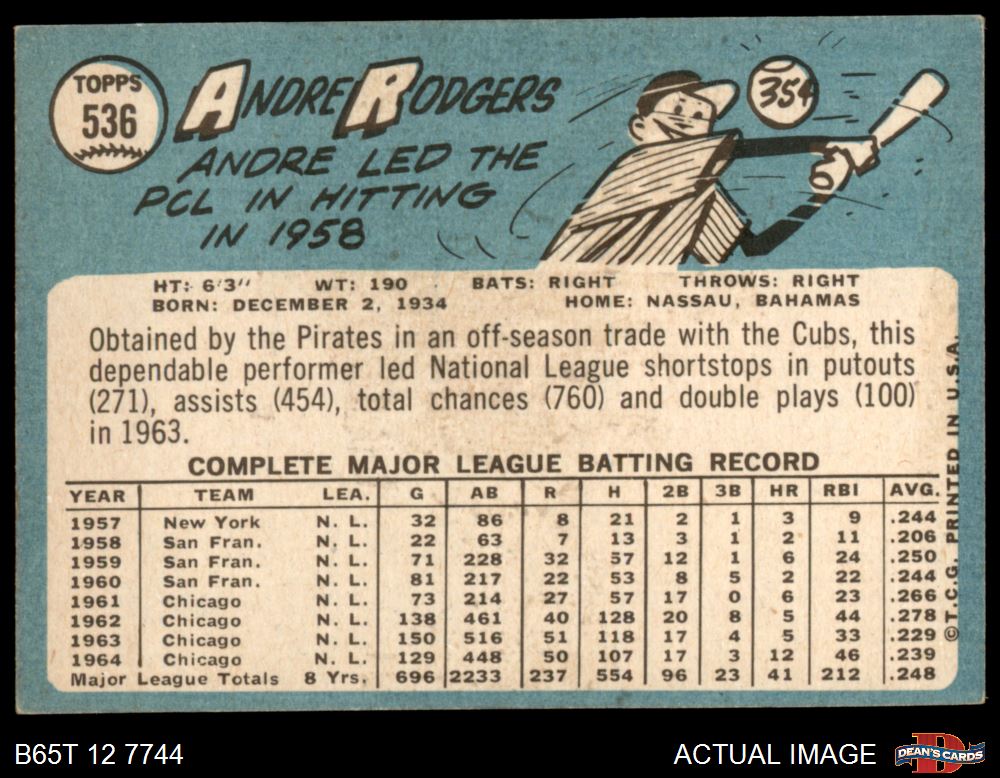 TOPPS
536
ANDRE RODGERS
ANDRE LED THE
PCL IN HITTING
IN 1958
354
HT: 6'3" WT: 190 BATS: RIGHT THROWS: RIGHT
BORN: DECEMBER 2, 1934 HOME: NASSAU, BAHAMAS
Obtained by the Pirates in an off-season trade with the Cubs, this
dependable performer led National League shortstops in putouts
(271), assists (454), total chances (760) and double plays (100)
in 1963.
COMPLETE MAJOR LEAGUE BATTING RECORD
YEAR TEAM LEA. G AB R H 2B 3B HR RBI AVG.
1957 New York N. L. 32 86 8 21 2 1 3 9 .244
1958 San Fran. N. L. 22 63 7 13 3 1 2 11 .206
1959 San Fran. N. L. 71 228 32 57 12 1 6 24 .250
1960 San Fran. N. L. 81 217 22 53 8 5 2 22 .244
1961 Chicago N. L. 73 214 27 57 17 0 6 23 .266
1962 Chicago N. L. 138 461 40 128 20 8 5 44 .278
1963 Chicago N. L. 150 516 51 118 17 4 5 33 .229
1964 Chicago N. L. 129 448 50 107 17 3 12 46 .239
Major League Totals 8 Yrs. 696 2233 237 554 96 23 41 212 .248
©T.C.G. PRINTED IN U.S.A.
B65T 12 7744
ACTUAL IMAGE
DEAN'S CARDS